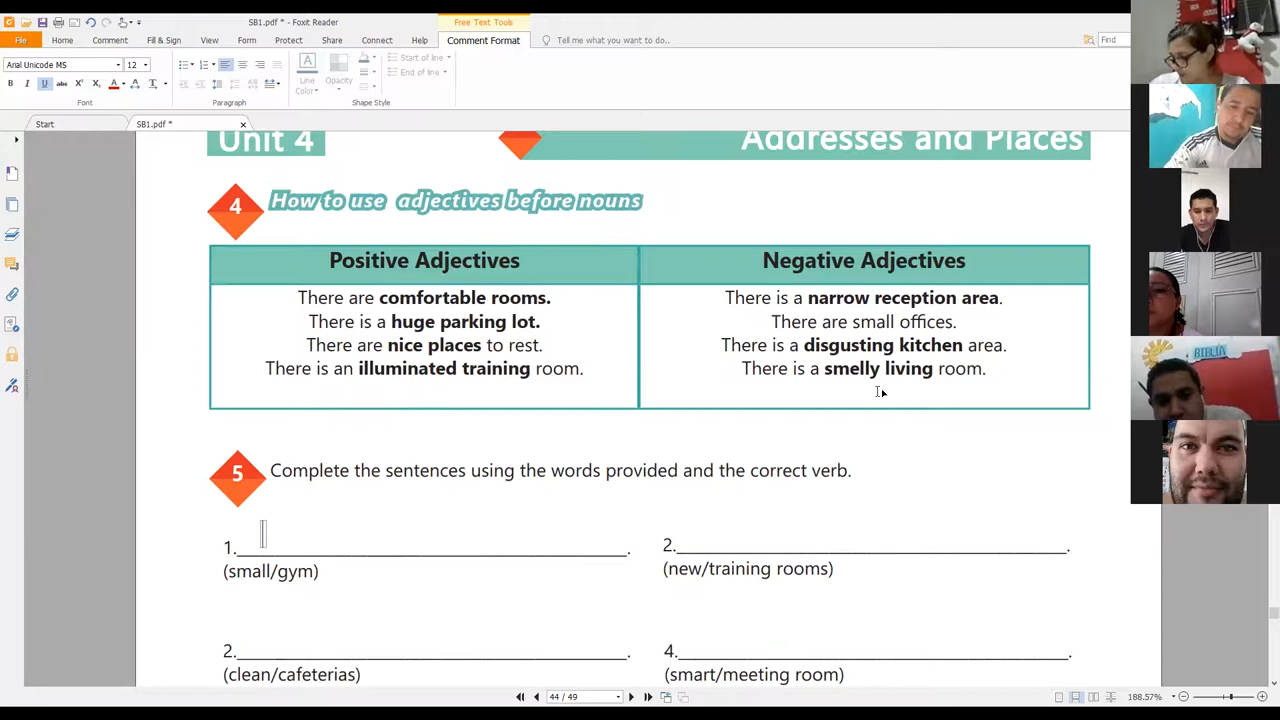 SB1.pdf * - Foxit Reader
Free Text Tools
File Home Comment Fill & Sign View Form Protect Share Connect Help Comment Format Tell me what you want to do.. Find
Arial Unicode MS 12
Start of line
End of line
Line Color
Opacity
B I U abc X² X₂ A T
Font Paragraph Shape Style
Start SB1.pdf *
Unit 4 Addresses and Places
4 How to use adjectives before nouns
Positive Adjectives Negative Adjectives
There are comfortable rooms. There is a narrow reception area.
There is a huge parking lot. There are small offices.
There are nice places to rest. There is a disgusting kitchen area.
There is an illuminated training room. There is a smelly living room.
5 Complete the sentences using the words provided and the correct verb.
1.________________________________________. 2.________________________________________.
(small/gym) (new/training rooms)
2.________________________________________. 4.________________________________________.
(clean/cafeterias) (smart/meeting room)
44 / 49 188.57%
BIBLIA